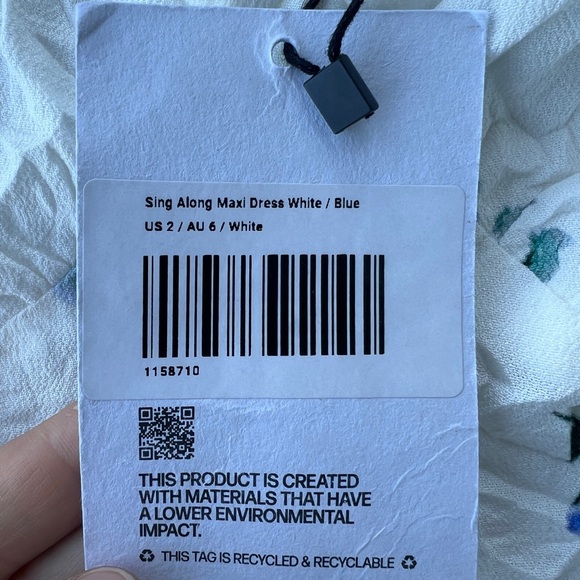 Sing Along Maxi Dress White / Blue
US 2 / AU 6 / White
1158710
THIS PRODUCT IS CREATED
WITH MATERIALS THAT HAVE
A LOWER ENVIRONMENTAL
IMPACT.
♻ THIS TAG IS RECYCLED & RECYCLABLE ♻